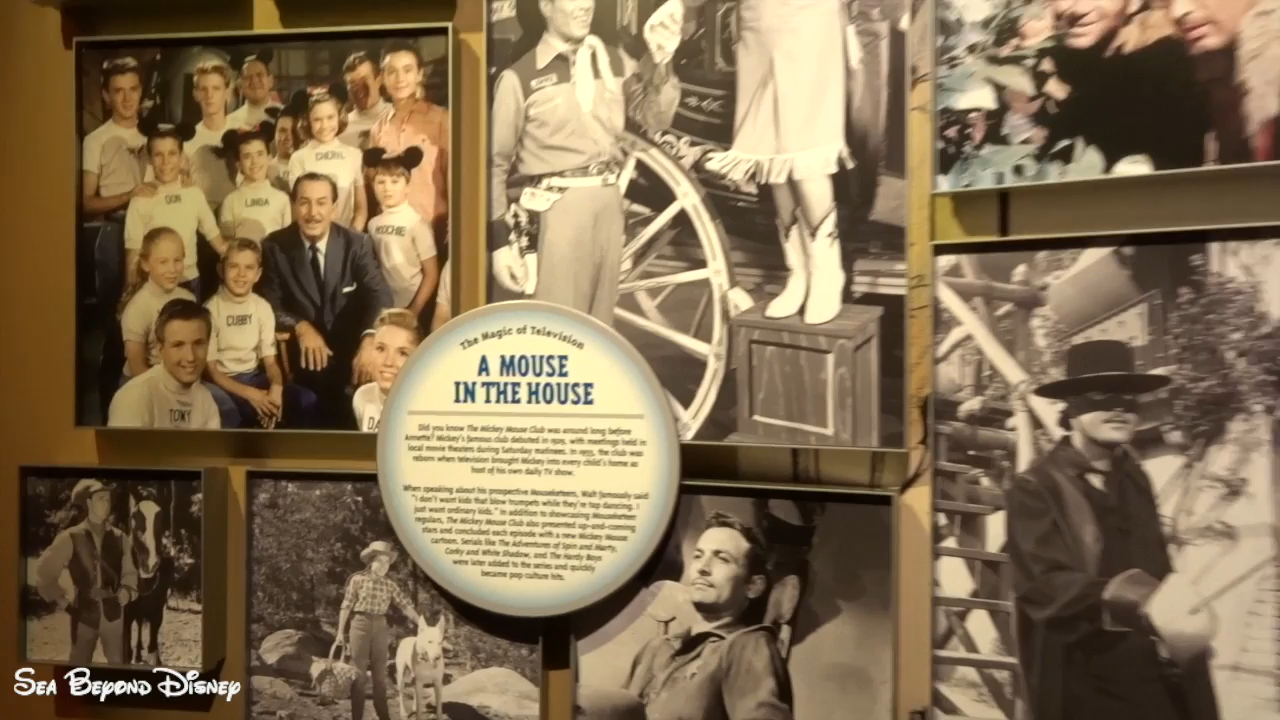 DON
LINDA
CHERYL
MOOCHIE
CUBBY
TOMY
The Magic of Television
A MOUSE
IN THE HOUSE
Did you know The Mickey Mouse Club was around long before
Annette? Mickey's famous club debuted in 1929, with meetings held in
local movie theaters during Saturday matinees. In 1955, the club was
reborn when television brought Mickey into every child's home as
host of his own daily TV show.
When speaking about his prospective Mouseketeers, Walt famously said
"I don't want kids that blow trumpets while they're tap dancing. I
just want ordinary kids." In addition to showcasing Mouseketeer
regulars, The Mickey Mouse Club also presented up-and-coming
stars and concluded each episode with a new Mickey Mouse
cartoon. Serials like The Adventures of Spin and Marty,
Corky and White Shadow, and The Hardy Boys
were later added to the series and quickly
became pop culture hits.
Sea Beyond Disney